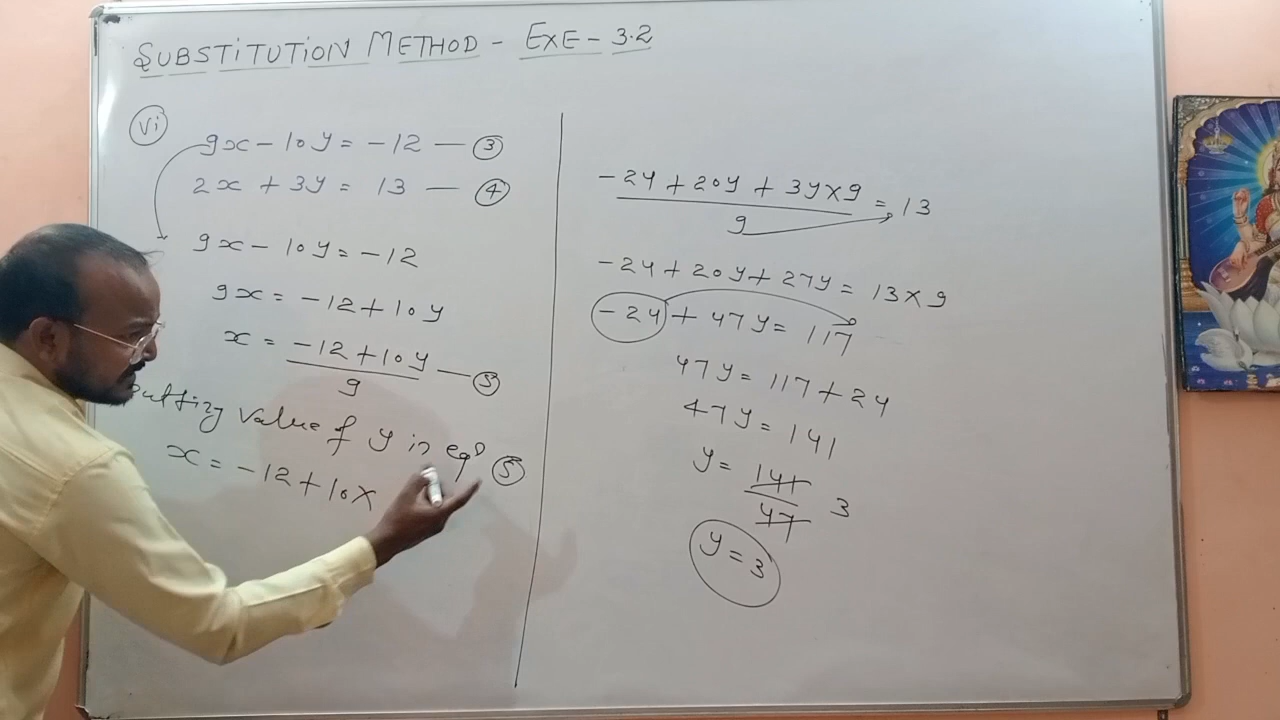 SUBSTITUTION METHOD - EXE - 3.2
vi
9x - 10y = -12 — ③
2x + 3y = 13 — ④
9x - 10y = -12
9x = -12 + 10y
x = -12 + 10y — ⑤
9
Putting value of y in eqn ⑤
x = -12 + 10×
-24 + 20y + 3y×9 = 13
9
-24 + 20y + 27y = 13×9
-24 + 47y = 117
47y = 117 + 24
47y = 141
y = 141
47 3
y = 3